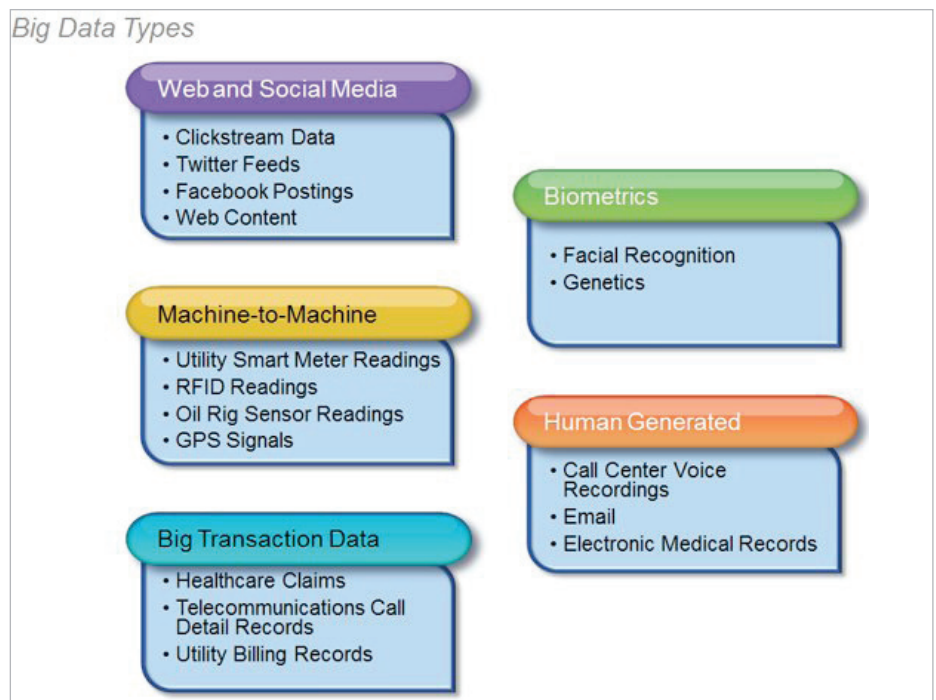 Big Data Types
Web and Social Media
• Clickstream Data
• Twitter Feeds
• Facebook Postings
• Web Content
Machine-to-Machine
• Utility Smart Meter Readings
• RFID Readings
• Oil Rig Sensor Readings
• GPS Signals
Big Transaction Data
• Healthcare Claims
• Telecommunications Call
Detail Records
• Utility Billing Records
Biometrics
• Facial Recognition
• Genetics
Human Generated
• Call Center Voice
Recordings
• Email
• Electronic Medical Records